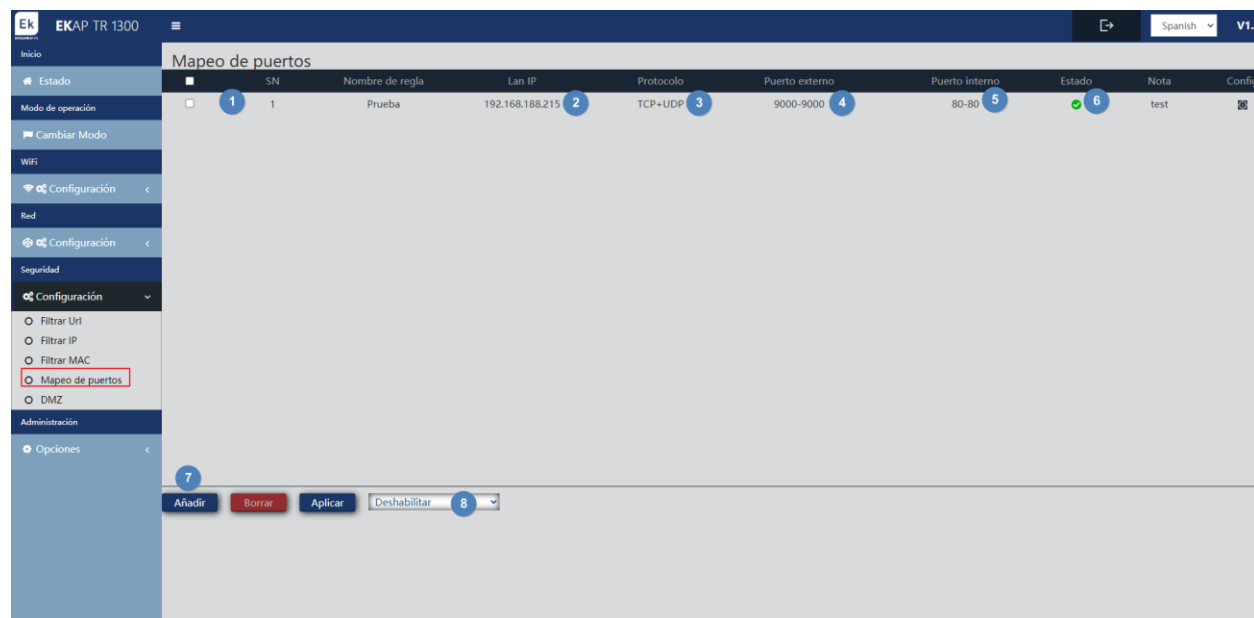 Ek EKAP TR 1300 Spanish V1.
Inicio
Estado
Modo de operación
Cambiar Modo
WiFi
Configuración
Red
Configuración
Seguridad
Configuración
Filtrar Url
Filtrar IP
Filtrar MAC
Mapeo de puertos
DMZ
Administración
Opciones
Mapeo de puertos
SN Nombre de regla Lan IP Protocolo Puerto externo Puerto interno Estado Nota Config
1 1 Prueba 192.168.188.215 2 TCP+UDP 3 9000-9000 4 80-80 5 6 test
7
Añadir Borrar Aplicar Deshabilitar 8